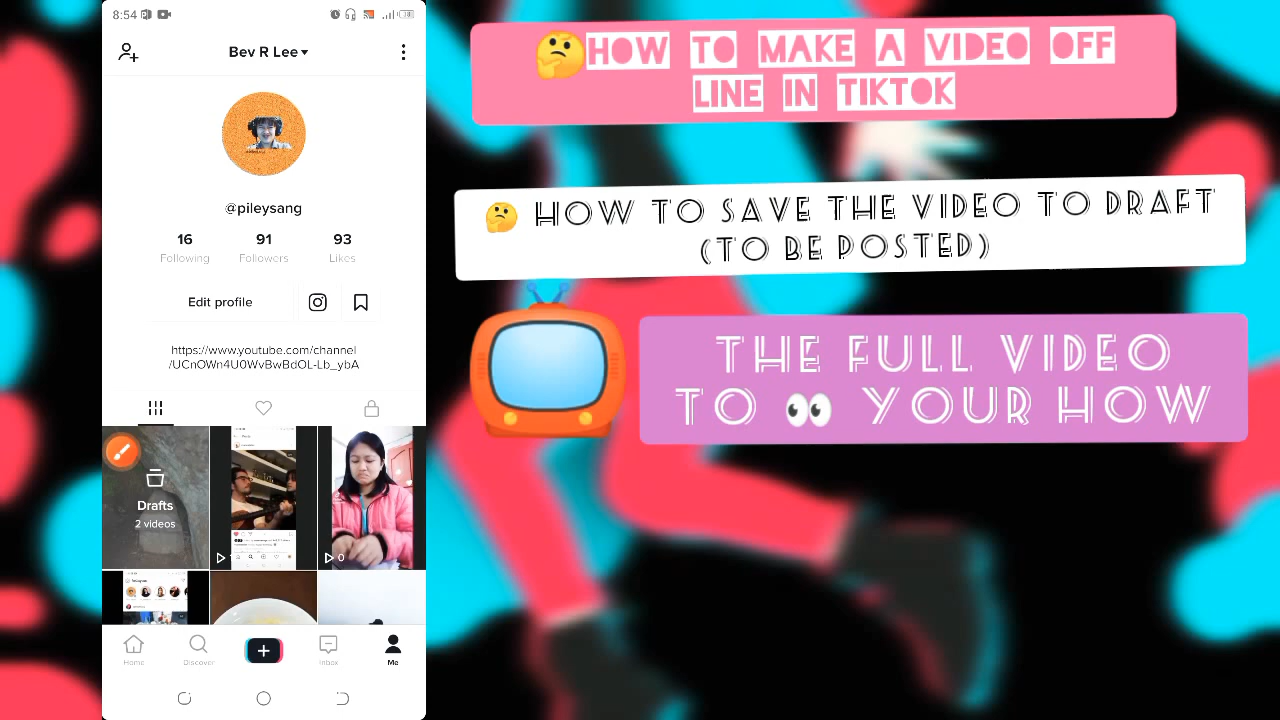 8:54
Bev R Lee
@pileysang
16 91 93
Following Followers Likes
Edit profile
https://www.youtube.com/channel
/UCnOWn4U0WvBwBdOL-Lb_ybA
Drafts
2 videos
0
Home Discover Inbox Me
HOW TO MAKE A VIDEO OFF
LINE IN TIKTOK
HOW TO SAVE THE VIDEO TO DRAFT
(TO BE POSTED)
THE FULL VIDEO
TO YOUR HOW